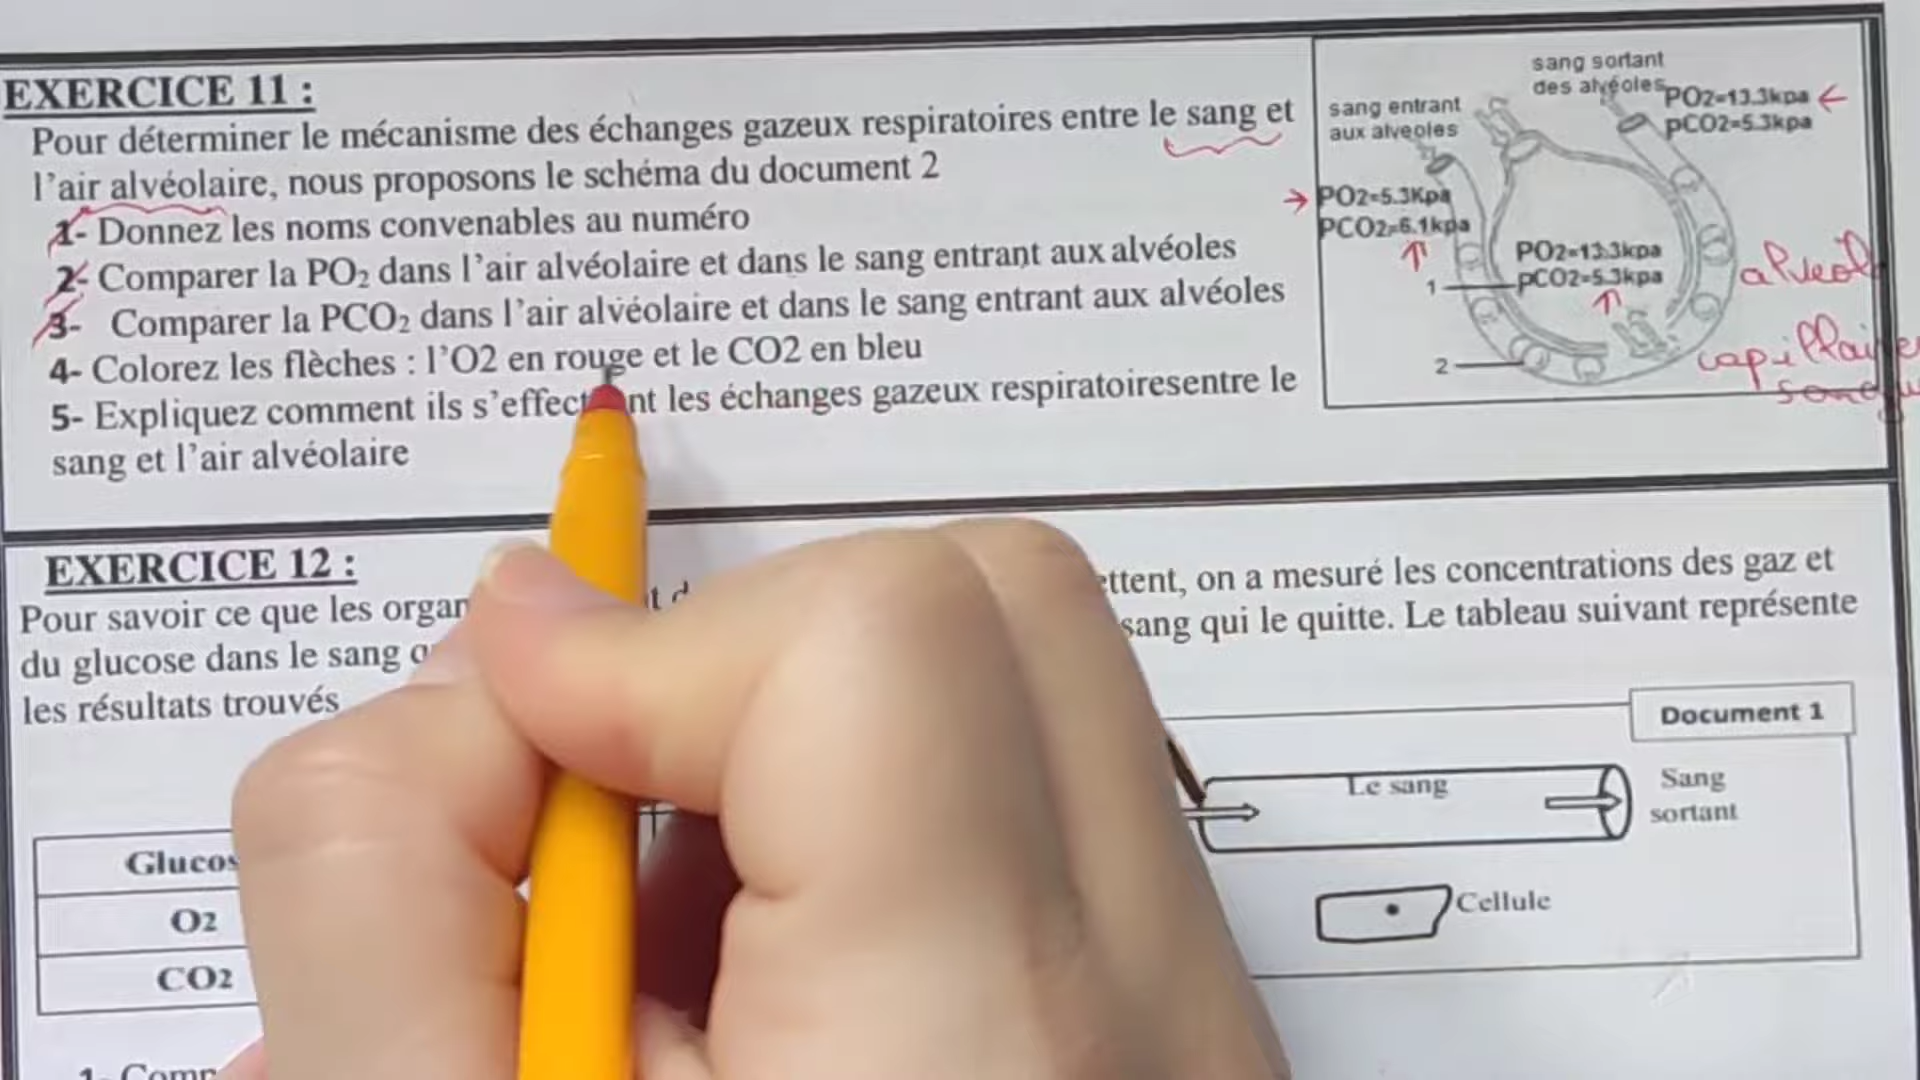 EXERCICE 11 :
Pour déterminer le mécanisme des échanges gazeux respiratoires entre le sang et
l'air alvéolaire, nous proposons le schéma du document 2
1- Donnez les noms convenables au numéro
2- Comparer la PO2 dans l'air alvéolaire et dans le sang entrant aux alvéoles
3- Comparer la PCO2 dans l'air alvéolaire et dans le sang entrant aux alvéoles
4- Colorez les flèches : l'O2 en rouge et le CO2 en bleu
5- Expliquez comment ils les échanges gazeux respiratoiresentre le
sang et l'air alvéolaire
sang entrant
aux alveoles
sang sortant
des alvéoles
PO2=13.3kpa
pCO2=5.3kpa
PO2=5.3Kpa
PCO2=6.1kpa
PO2=13.3kpa
pCO2=5.3kpa
1
2
EXERCICE 12 :
Pour savoir ce que les on a mesuré les concentrations des gaz et
du glucose dans le sang sang qui le quitte. Le tableau suivant représente
les résultats trouvés
Document 1
Le sang
Sang
sortant
Cellule
O2
CO2